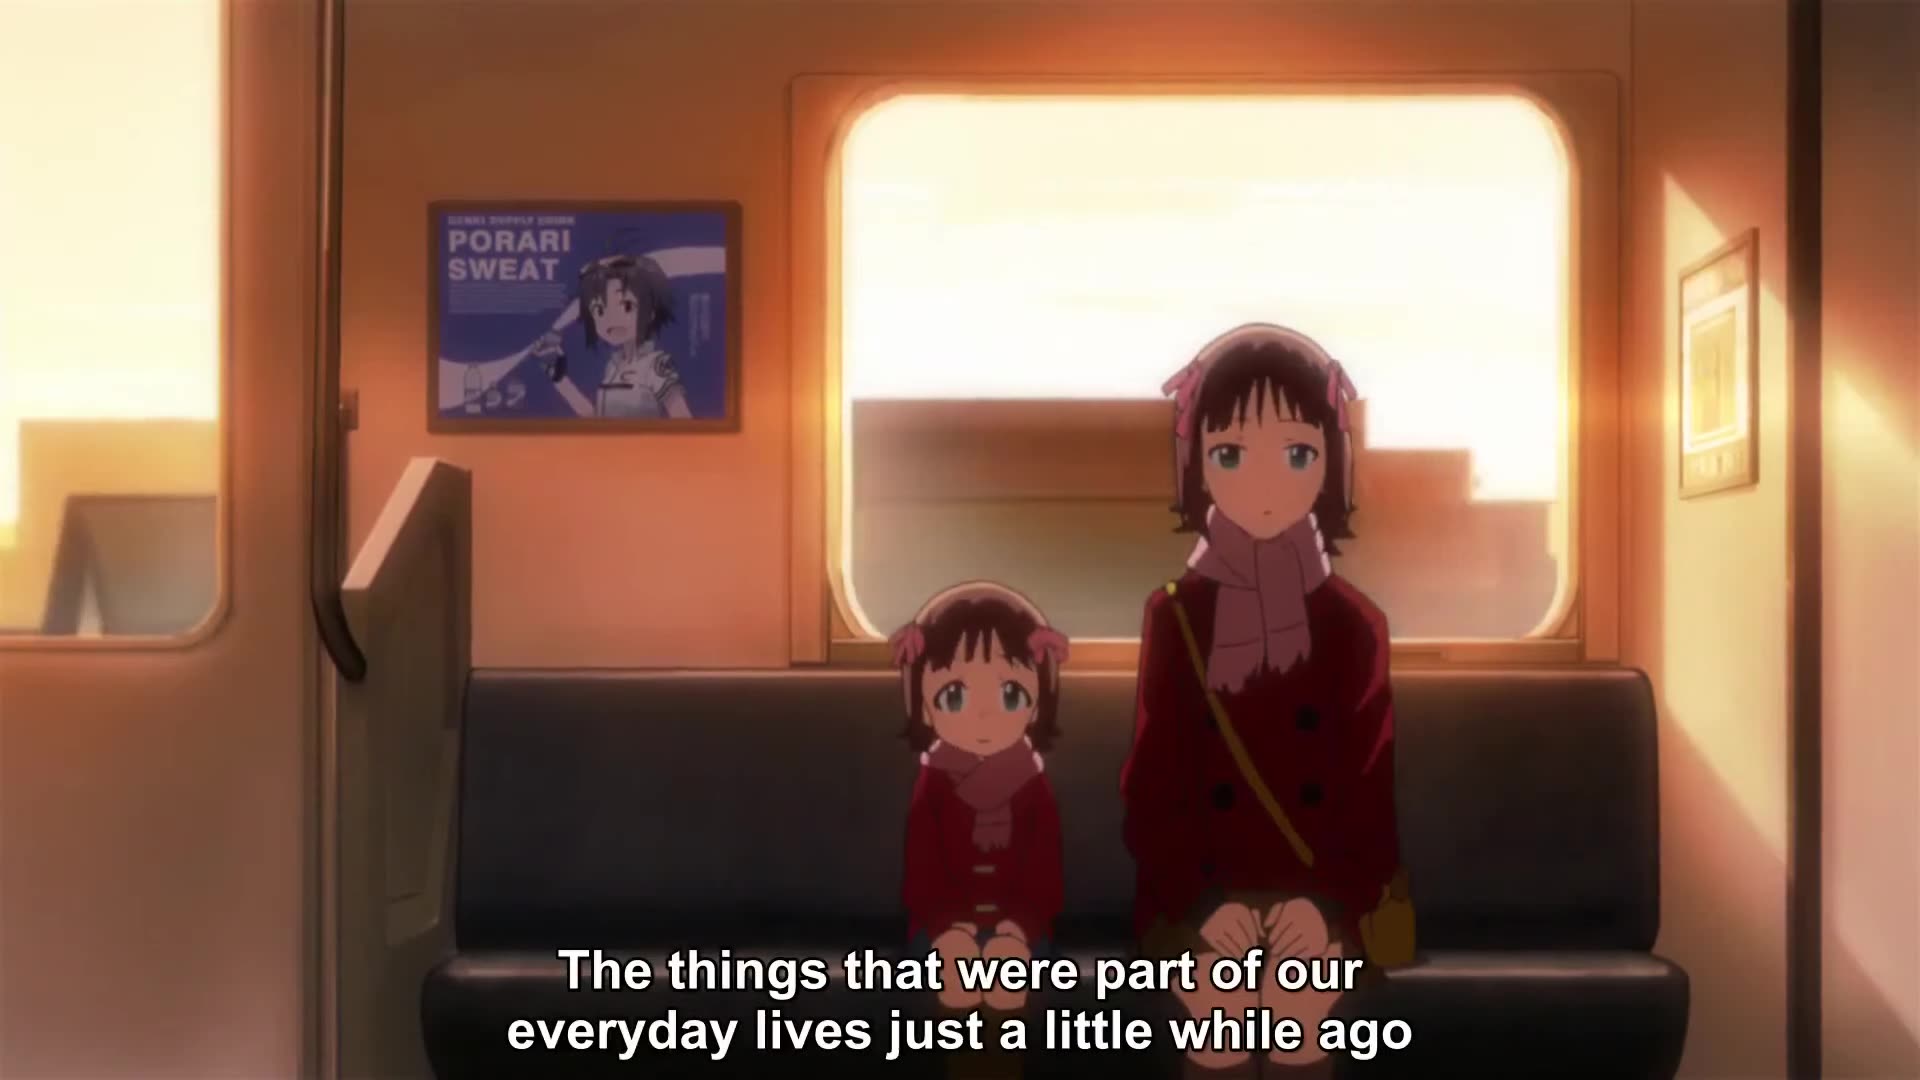 PORARI
SWEAT
The things that were part of our
everyday lives just a little while ago